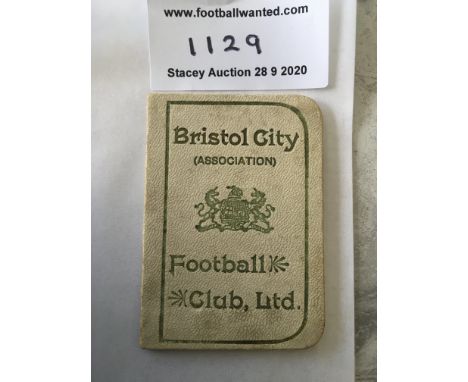 www.footballwanted.com
1129
Stacey Auction 28 9 2020
Bristol City
(ASSOCIATION)
Football
Club, Ltd.